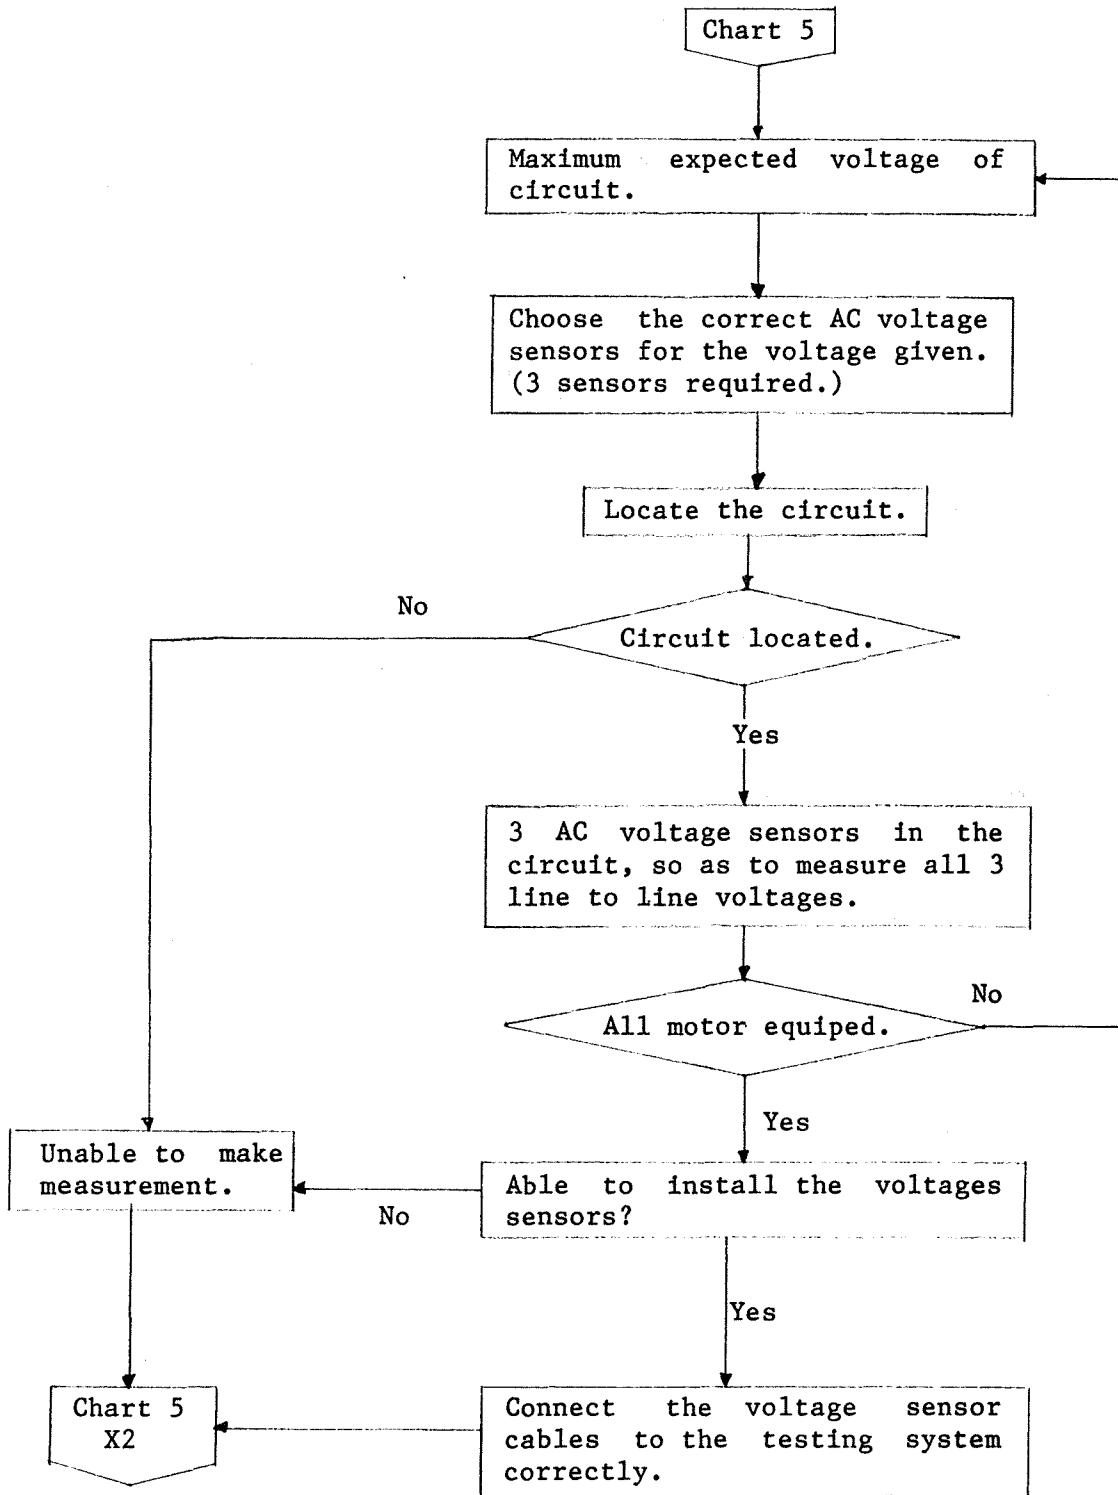 Chart 5
Maximum expected voltage of
circuit.
Choose the correct AC voltage
sensors for the voltage given.
(3 sensors required.)
Locate the circuit.
No
Circuit located.
Yes
3 AC voltage sensors in the
circuit, so as to measure all 3
line to line voltages.
No
All motor equiped.
Yes
Unable to make
measurement.
No
Able to install the voltages
sensors?
Yes
Chart 5
X2
Connect the voltage sensor
cables to the testing system
correctly.